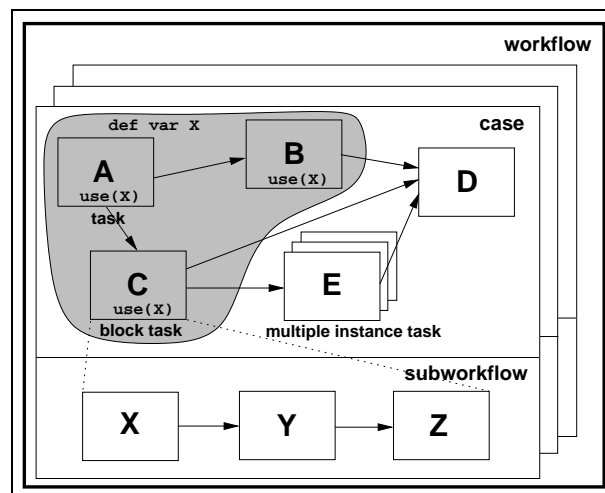 workflow
case
def var X
A
use(X)
task
B
use(X)
D
C
use(X)
block task
E
multiple instance task
subworkflow
X
Y
Z